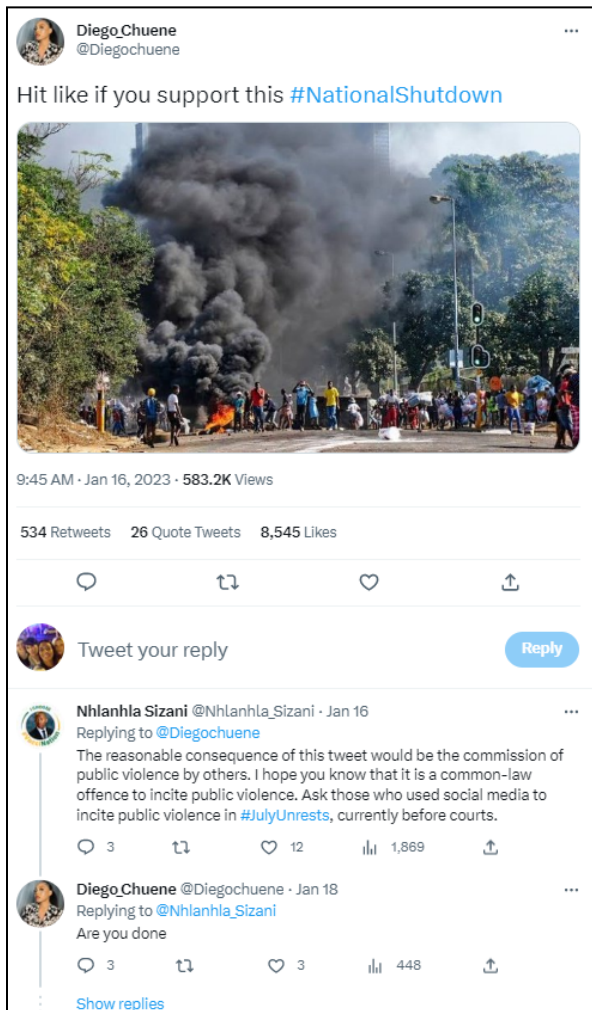 Diego_Chuene
@Diegochuene
Hit like if you support this #NationalShutdown
9:45 AM · Jan 16, 2023 · 583.2K Views
534 Retweets 26 Quote Tweets 8,545 Likes
Tweet your reply
Reply
Nhlanhla Sizani @Nhlanhla_Sizani · Jan 16
Replying to @Diegochuene
The reasonable consequence of this tweet would be the commission of
public violence by others. I hope you know that it is a common-law
offence to incite public violence. Ask those who used social media to
incite public violence in #JulyUnrests, currently before courts.
3 12 1,869
Diego_Chuene @Diegochuene · Jan 18
Replying to @Nhlanhla_Sizani
Are you done
3 3 448
Show replies